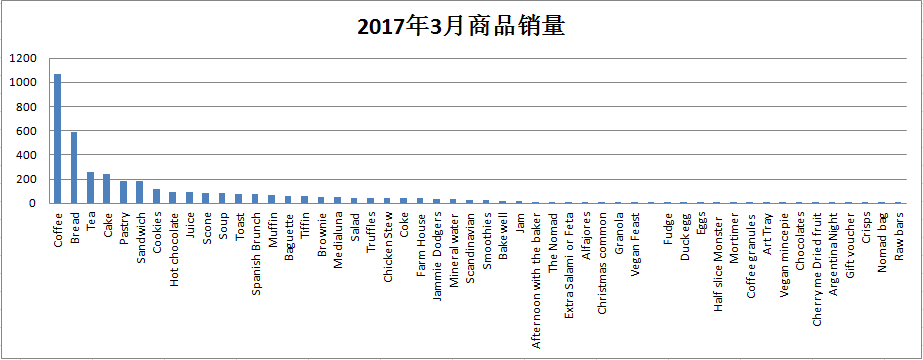 2017年3月商品销量
1200
1000
800
600
400
200
0
Coffee
Bread
Tea
Cake
Pastry
Sandwich
Cookies
Hot chocolate
Juice
Scone
Soup
Toast
Spanish Brunch
Muffin
Baguette
Tiffin
Brownie
Medialuna
Salad
Truffles
Chicken Stew
Coke
Farm House
Jammie Dodgers
Mineral water
Scandinavian
Smoothies
Bakewell
Jam
Afternoon with the baker
The Nomad
Extra Salami or Feta
Alfajores
Christmas common
Granola
Vegan Feast
Fudge
Duck egg
Eggs
Half slice Monster
Mortimer
Coffee granules
Art Tray
Vegan mincepie
Chocolates
Cherry me Dried fruit
Argentina Night
Gift voucher
Crisps
Nomad bag
Raw bars